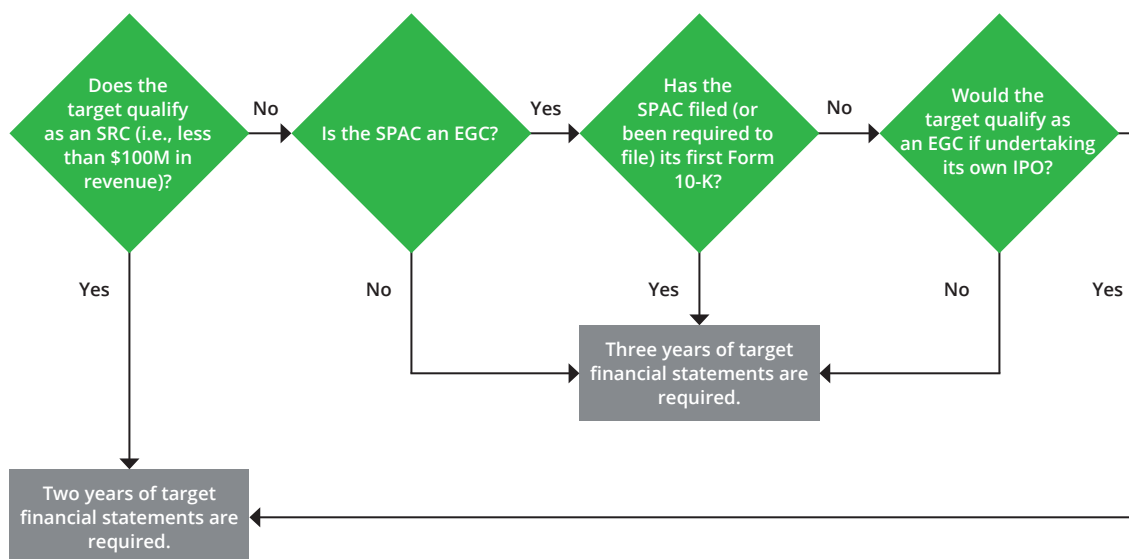 Does the
target qualify
as an SRC (i.e., less
than $100M in
revenue)?
No
Is the SPAC an EGC?
Yes
Has the
SPAC filed (or
been required to
file) its first Form
10-K?
No
Would the
target qualify as
an EGC if undertaking
its own IPO?
Yes
No
Yes
No
Yes
Three years of target
financial statements are
required.
Two years of target
financial statements are
required.